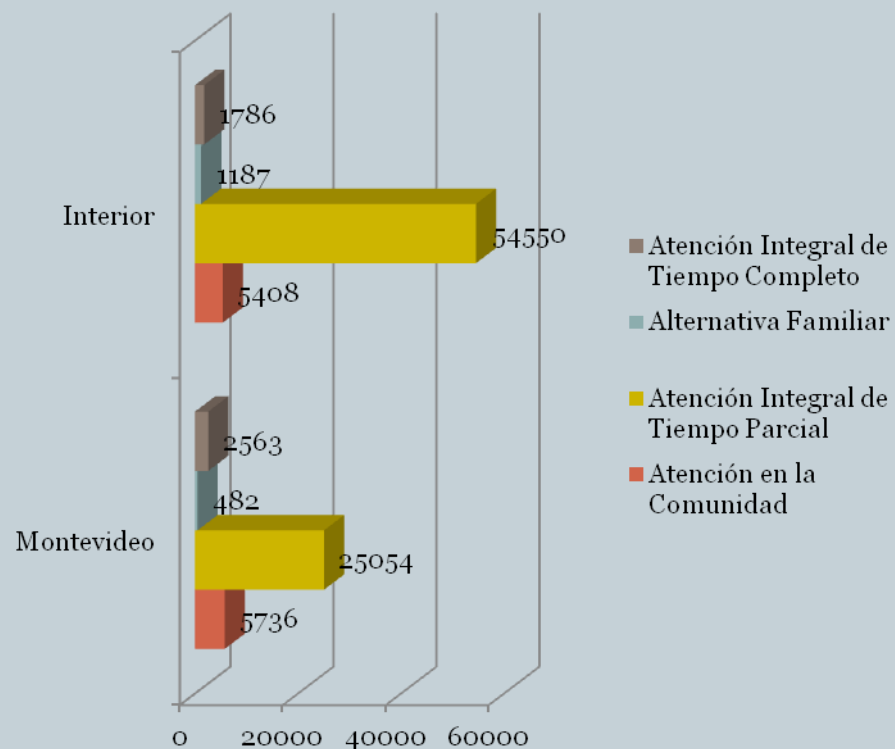 1786
1187
Interior
54550
5408
2563
482
Montevideo
25054
5736
0 20000 40000 60000
Atención Integral de
Tiempo Completo
Alternativa Familiar
Atención Integral de
Tiempo Parcial
Atención en la
Comunidad